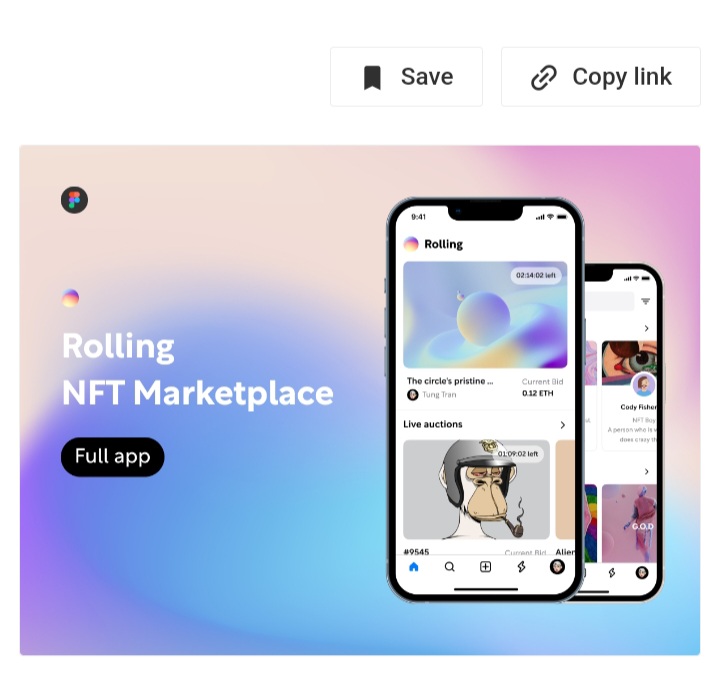 Save
Copy link
Rolling
NFT Marketplace
Full app
9:41
Rolling
02:14:02 left
The circle's pristine ...
Current Bid
Tung Tran
0.12 ETH
Live auctions
01:09:02 left
#9545
Current Bid
Alien
Cody Fisher
NFT Boy
A person who is
does crazy th
G.O.D